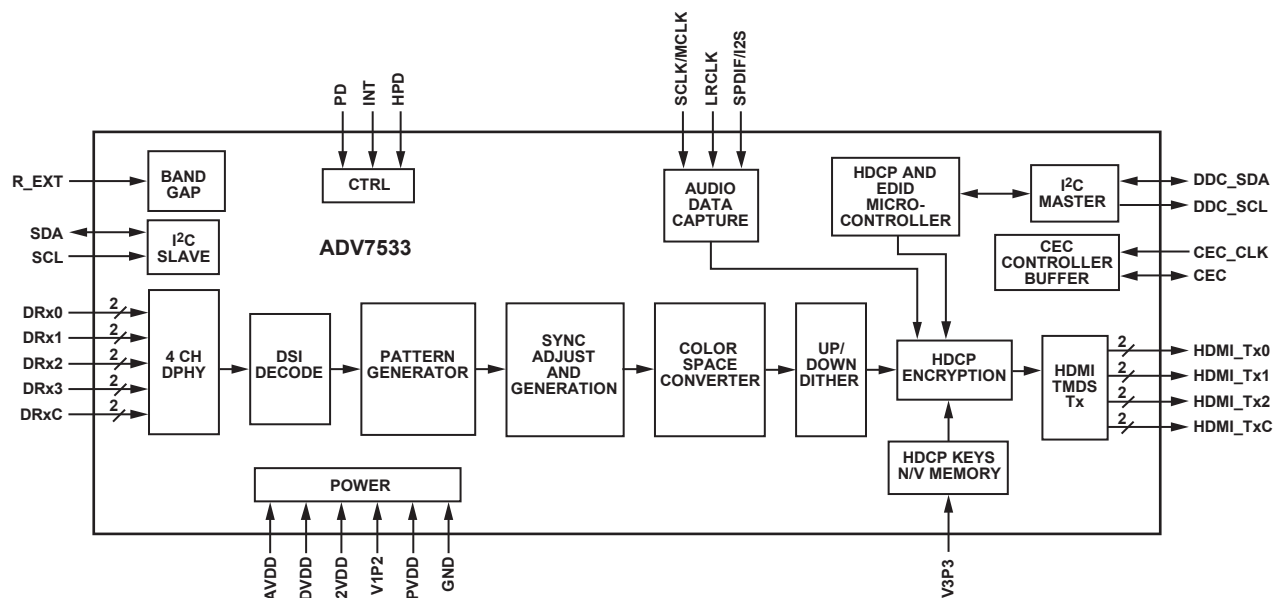 PD
INT
HPD
SCLK/MCLK
LRCLK
SPDIF/I2S
R_EXT
BAND
GAP
CTRL
AUDIO
DATA
CAPTURE
HDCP AND
EDID
MICRO-
CONTROLLER
I2C
MASTER
DDC_SDA
DDC_SCL
SDA
SCL
I2C
SLAVE
ADV7533
CEC
CONTROLLER
BUFFER
CEC_CLK
CEC
DRx0
DRx1
DRx2
DRx3
DRxC
2
2
2
2
2
4 CH
DPHY
DSI
DECODE
PATTERN
GENERATOR
SYNC
ADJUST
AND
GENERATION
COLOR
SPACE
CONVERTER
UP/
DOWN
DITHER
HDCP
ENCRYPTION
HDMI
TMDS
Tx
2
2
2
2
HDMI_Tx0
HDMI_Tx1
HDMI_Tx2
HDMI_TxC
HDCP KEYS
N/V MEMORY
POWER
AVDD
DVDD
2VDD
V1P2
PVDD
GND
V3P3